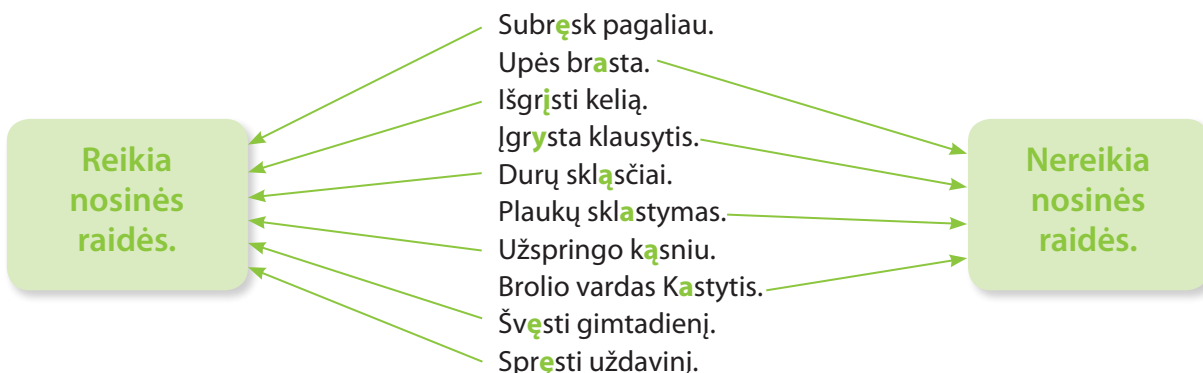 Subręsk pagaliau.
Upės brasta.
Išgrįsti kelią.
Įgrysta klausytis.
Durų skląsčiai.
Plaukų sklastymas.
Užspringo kąsniu.
Brolio vardas Kastytis.
Švęsti gimtadienį.
Spręsti uždavinį.
Reikia
nosinės
raidės.
Nereikia
nosinės
raidės.